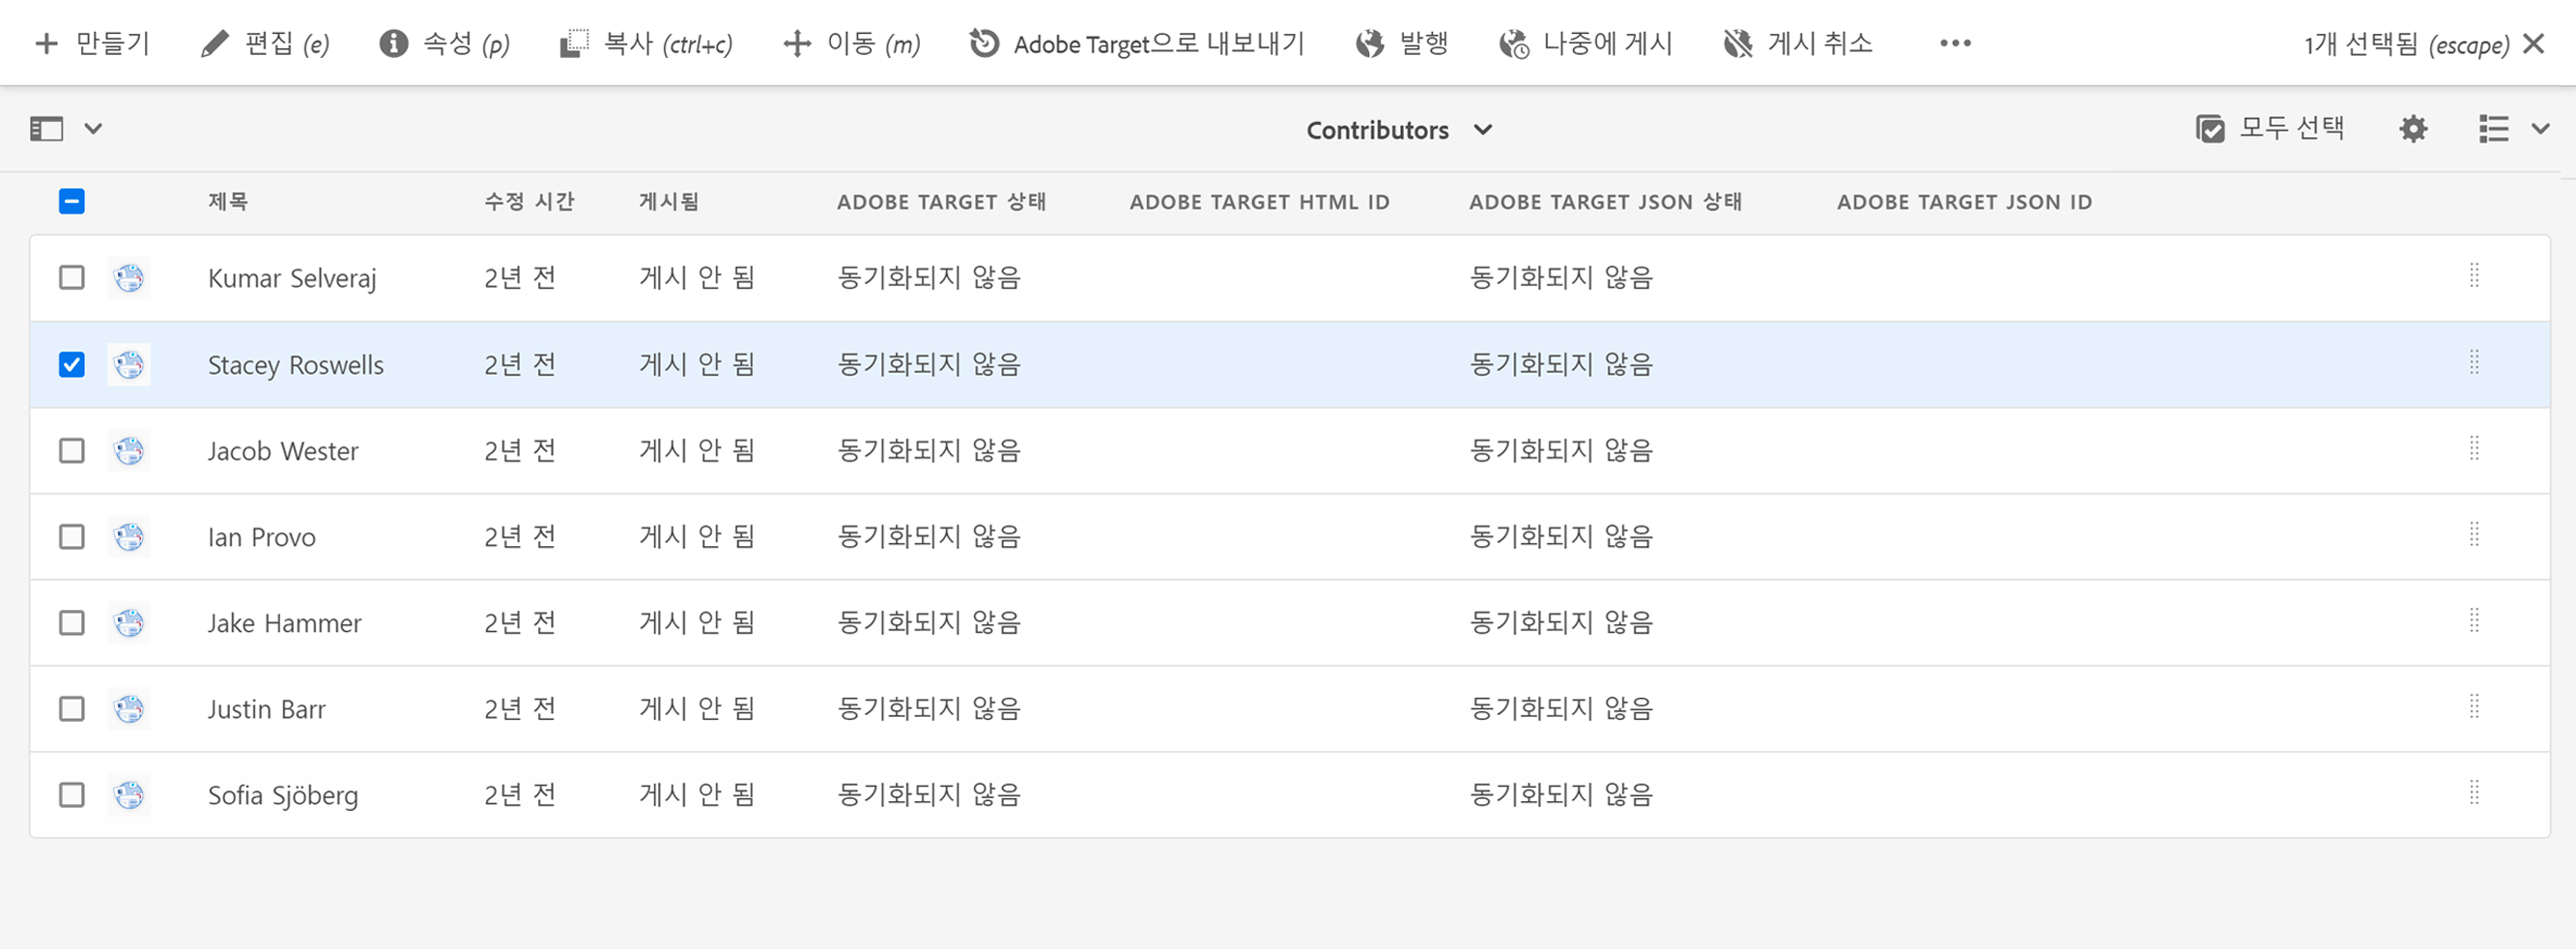 만들기 편집 (e) 속성 (p) 복사 (ctrl+c) 이동 (m) Adobe Target으로 내보내기 발행 나중에 게시 게시 취소 1개 선택됨 (escape)
Contributors 모두 선택
제목 수정 시간 게시됨 ADOBE TARGET 상태 ADOBE TARGET HTML ID ADOBE TARGET JSON 상태 ADOBE TARGET JSON ID
Kumar Selveraj 2년 전 게시 안 됨 동기화되지 않음 동기화되지 않음
Stacey Roswells 2년 전 게시 안 됨 동기화되지 않음 동기화되지 않음
Jacob Wester 2년 전 게시 안 됨 동기화되지 않음 동기화되지 않음
Ian Provo 2년 전 게시 안 됨 동기화되지 않음 동기화되지 않음
Jake Hammer 2년 전 게시 안 됨 동기화되지 않음 동기화되지 않음
Justin Barr 2년 전 게시 안 됨 동기화되지 않음 동기화되지 않음
Sofia Sjöberg 2년 전 게시 안 됨 동기화되지 않음 동기화되지 않음